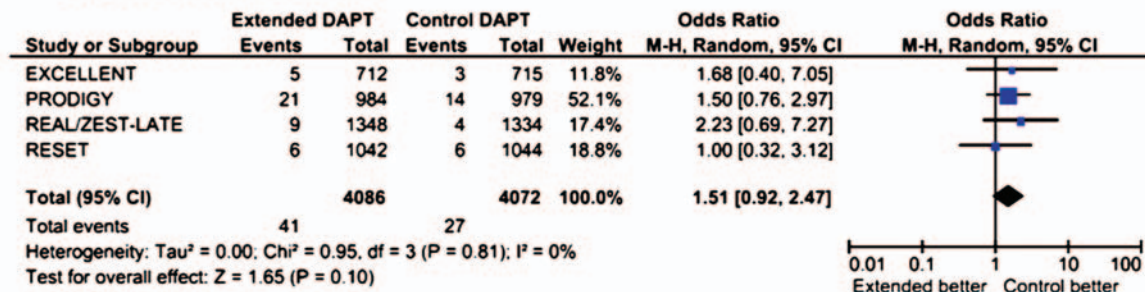 Extended DAPT Control DAPT Odds Ratio Odds Ratio
Study or Subgroup Events Total Events Total Weight M-H, Random, 95% CI M-H, Random, 95% CI
EXCELLENT 5 712 3 715 11.8% 1.68 [0.40, 7.05]
PRODIGY 21 984 14 979 52.1% 1.50 [0.76, 2.97]
REAL/ZEST-LATE 9 1348 4 1334 17.4% 2.23 [0.69, 7.27]
RESET 6 1042 6 1044 18.8% 1.00 [0.32, 3.12]
Total (95% CI) 4086 4072 100.0% 1.51 [0.92, 2.47]
Total events 41 27
Heterogeneity: Tau² = 0.00; Chi² = 0.95, df = 3 (P = 0.81); I² = 0%
Test for overall effect: Z = 1.65 (P = 0.10)
0.01 0.1 1 10 100
Extended better Control better